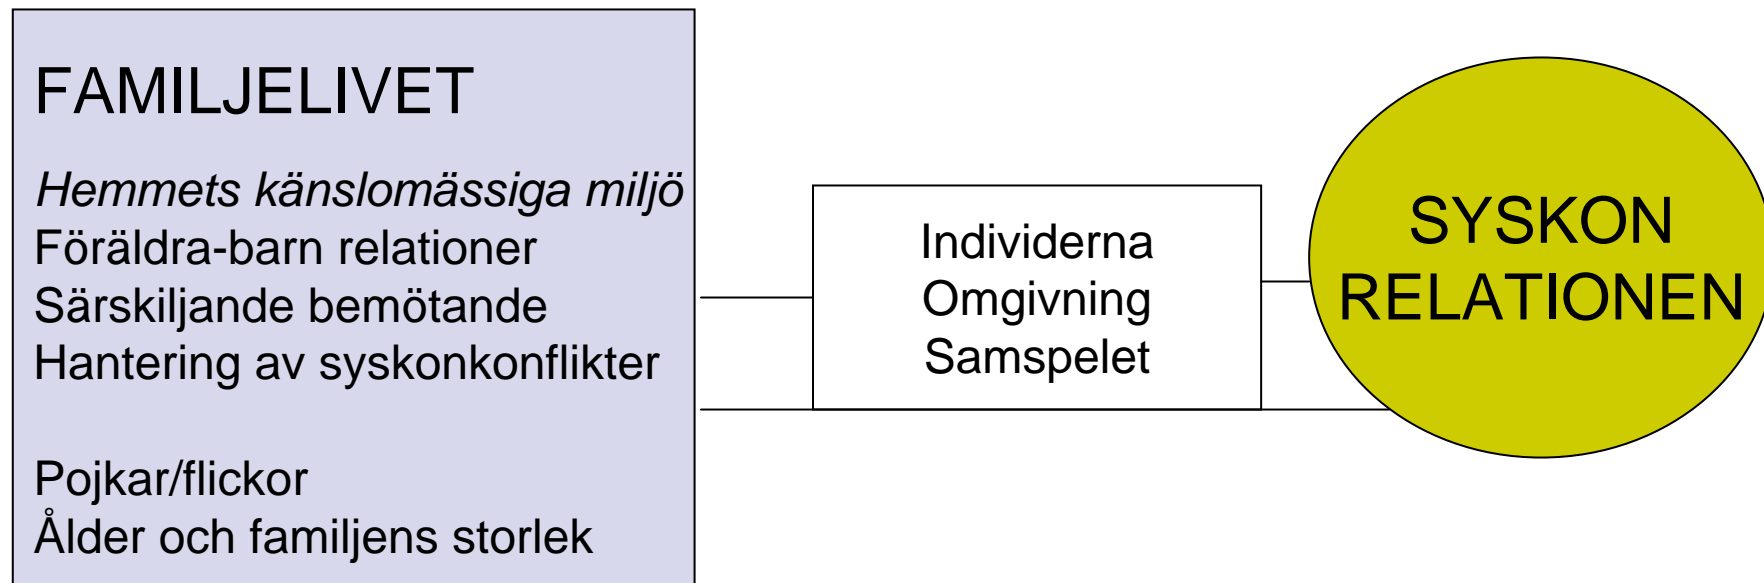 FAMILJELIVET
Hemmets känslomässiga miljö
Föräldra-barn relationer
Särskiljande bemötande
Hantering av syskonkonflikter
Pojkar/flickor
Ålder och familjens storlek
Individerna
Omgivning
Samspelet
SYSKON
RELATIONEN